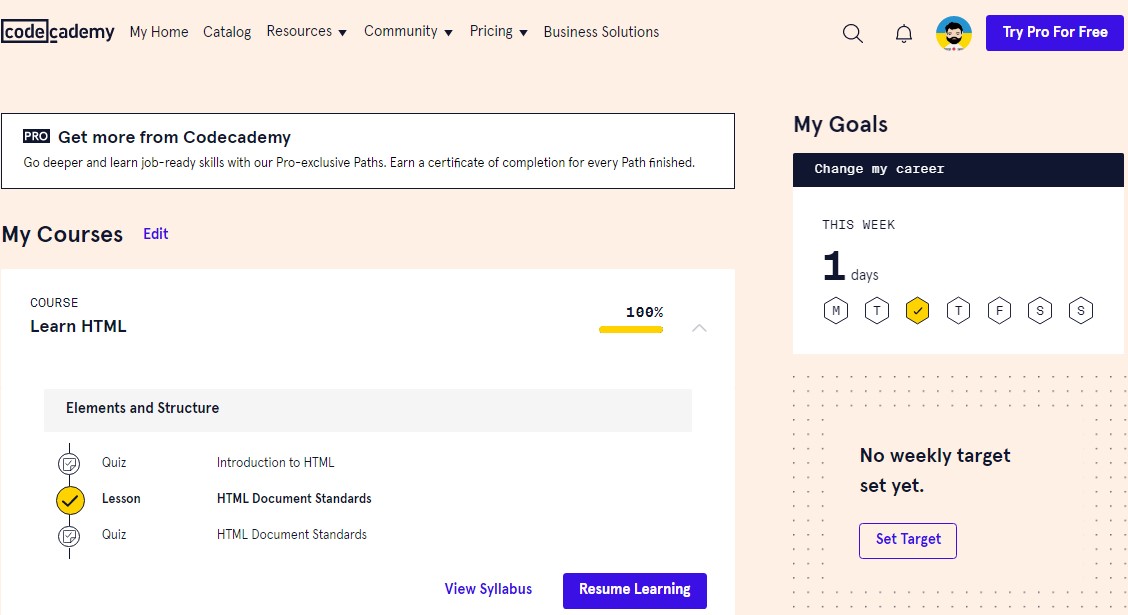 codecademy My Home Catalog Resources Community Pricing Business Solutions Try Pro For Free
PRO Get more from Codecademy
Go deeper and learn job-ready skills with our Pro-exclusive Paths. Earn a certificate of completion for every Path finished.
My Courses Edit
COURSE
Learn HTML
100%
Elements and Structure
Quiz Introduction to HTML
Lesson HTML Document Standards
Quiz HTML Document Standards
View Syllabus Resume Learning
My Goals
Change my career
THIS WEEK
1 days
M T T F S S
No weekly target
set yet.
Set Target